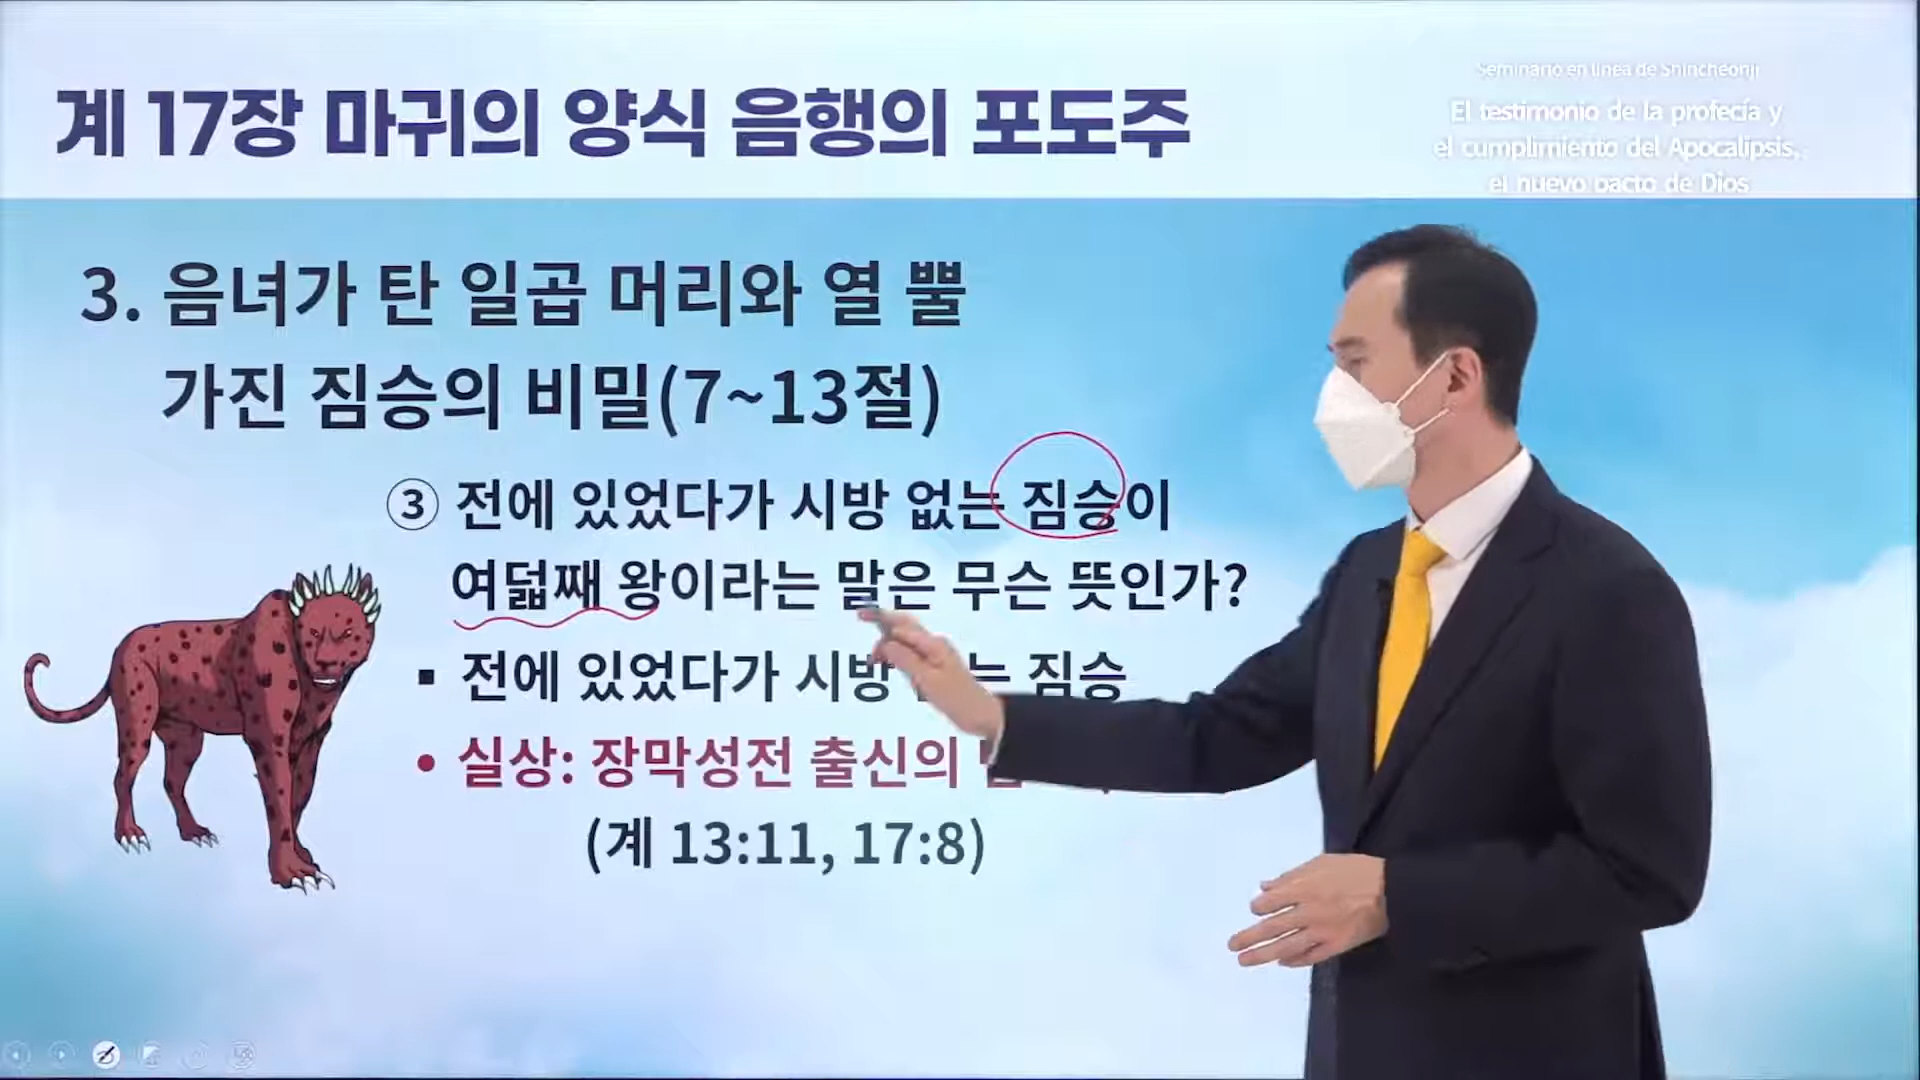 계 17장 마귀의 양식 음행의 포도주
Seminario en línea de Shincheonji
El testimonio de la profecía y
el cumplimiento del Apocalipsis,
el nuevo pacto de Dios
3. 음녀가 탄 일곱 머리와 열 뿔
가진 짐승의 비밀(7~13절)
③ 전에 있었다가 시방 없는 짐승이
여덟째 왕이라는 말은 무슨 뜻인가?
▪ 전에 있었다가 시방 는 짐승
• 실상: 장막성전 출신의
(계 13:11, 17:8)